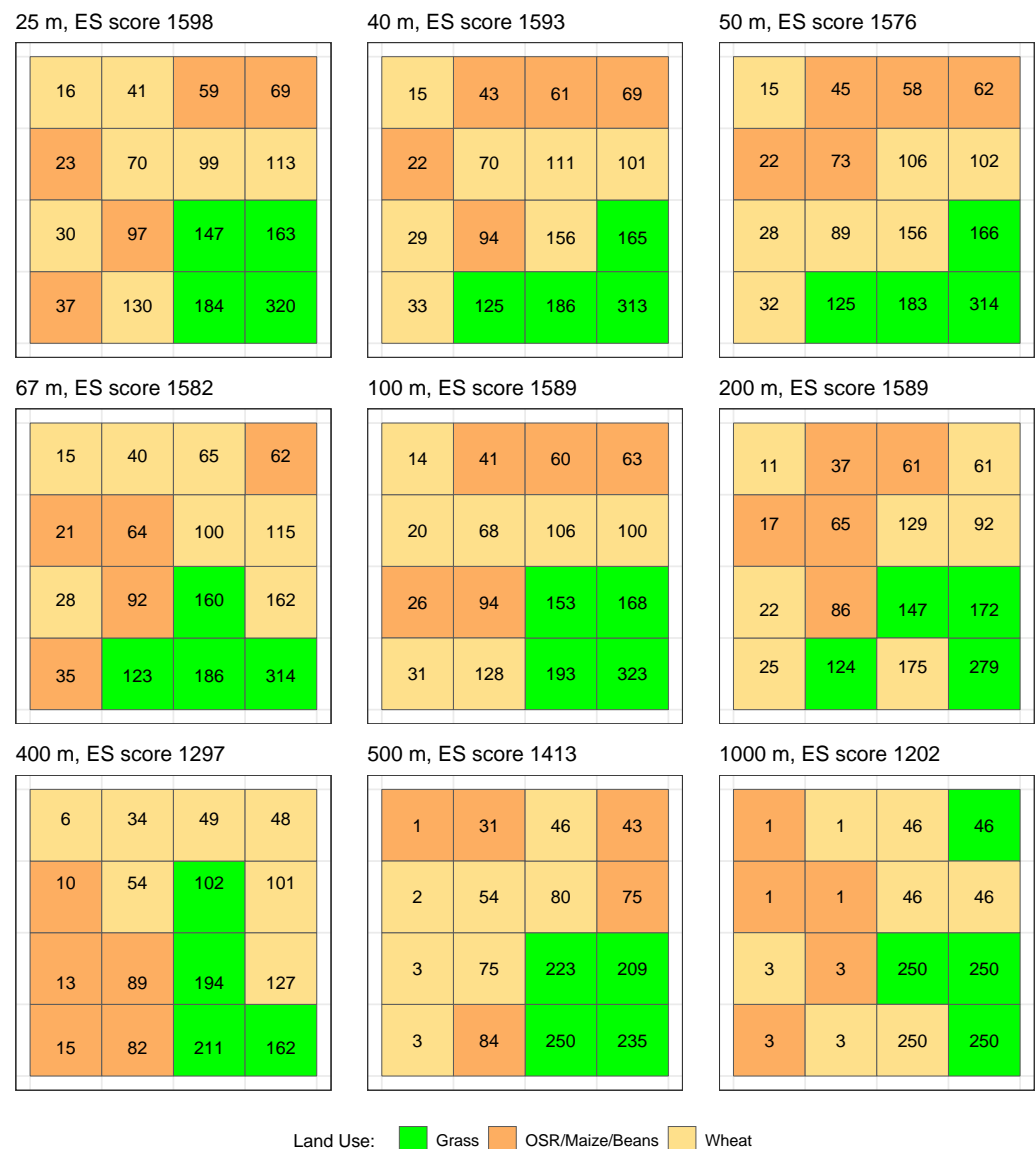 25 m, ES score 1598 40 m, ES score 1593 50 m, ES score 1576
16 41 59 69 15 43 61 69 15 45 58 62
23 70 99 113 22 70 111 101 22 73 106 102
30 97 147 163 29 94 156 165 28 89 156 166
37 130 184 320 33 125 186 313 32 125 183 314
67 m, ES score 1582 100 m, ES score 1589 200 m, ES score 1589
15 40 65 62 14 41 60 63 11 37 61 61
21 64 100 115 20 68 106 100 17 65 129 92
28 92 160 162 26 94 153 168 22 86 147 172
35 123 186 314 31 128 193 323 25 124 175 279
400 m, ES score 1297 500 m, ES score 1413 1000 m, ES score 1202
6 34 49 48 1 31 46 43 1 1 46 46
10 54 102 101 2 54 80 75 1 1 46 46
13 89 194 127 3 75 223 209 3 3 250 250
15 82 211 162 3 84 250 235 3 3 250 250
Land Use: Grass OSR/Maize/Beans Wheat